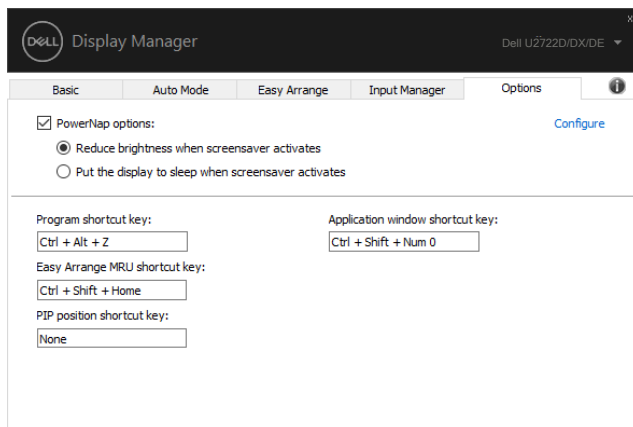 x
DELL Display Manager
Dell U2722D/DX/DE
Basic Auto Mode Easy Arrange Input Manager Options
PowerNap options: Configure
Reduce brightness when screensaver activates
Put the display to sleep when screensaver activates
Program shortcut key: Application window shortcut key:
Ctrl + Alt + Z Ctrl + Shift + Num 0
Easy Arrange MRU shortcut key:
Ctrl + Shift + Home
PIP position shortcut key:
None